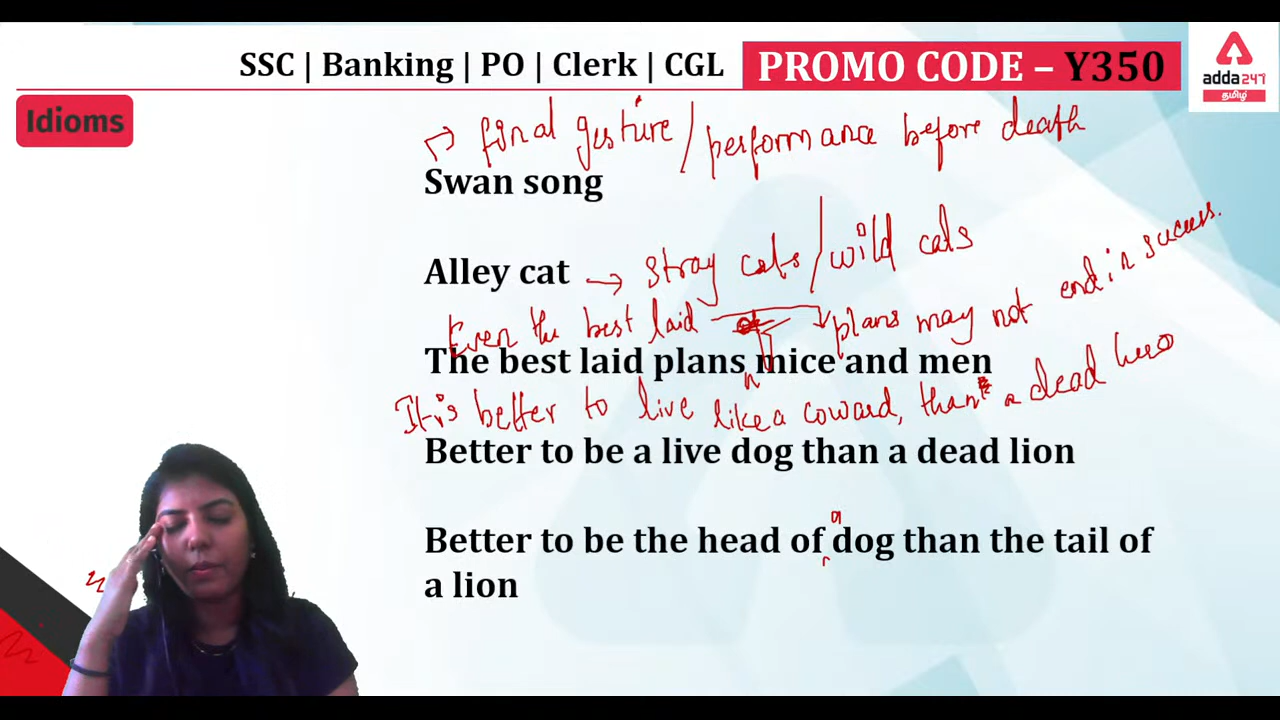 SSC | Banking | PO | Clerk | CGL PROMO CODE – Y350
adda247
தமிழ்
Idioms
final gesture/performance before death
Swan song
Alley cat → stray cats/wild cats
Even the best laid plans may not end in success.
The best laid plans mice and men
It is better to live like a coward, than a dead hero
Better to be a live dog than a dead lion
a
Better to be the head of dog than the tail of
a lion